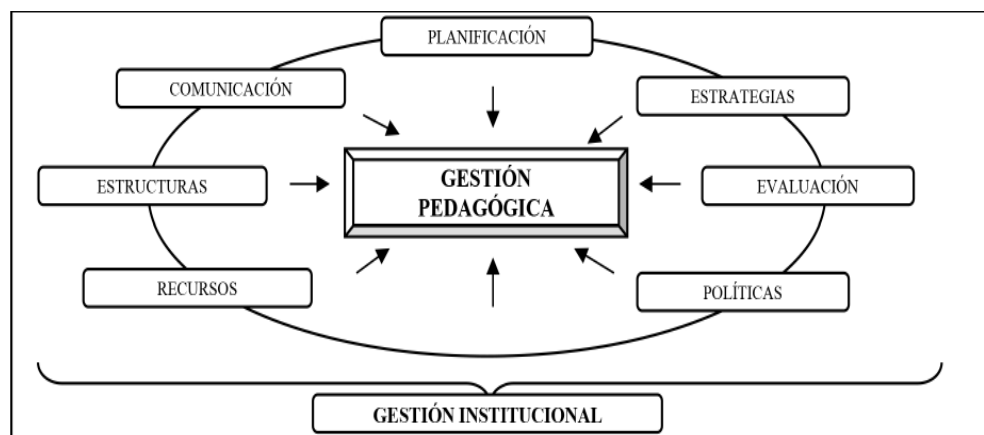 PLANIFICACIÓN
COMUNICACIÓN
ESTRATEGIAS
GESTIÓN
PEDAGÓGICA
ESTRUCTURAS
EVALUACIÓN
RECURSOS
POLÍTICAS
GESTIÓN INSTITUCIONAL